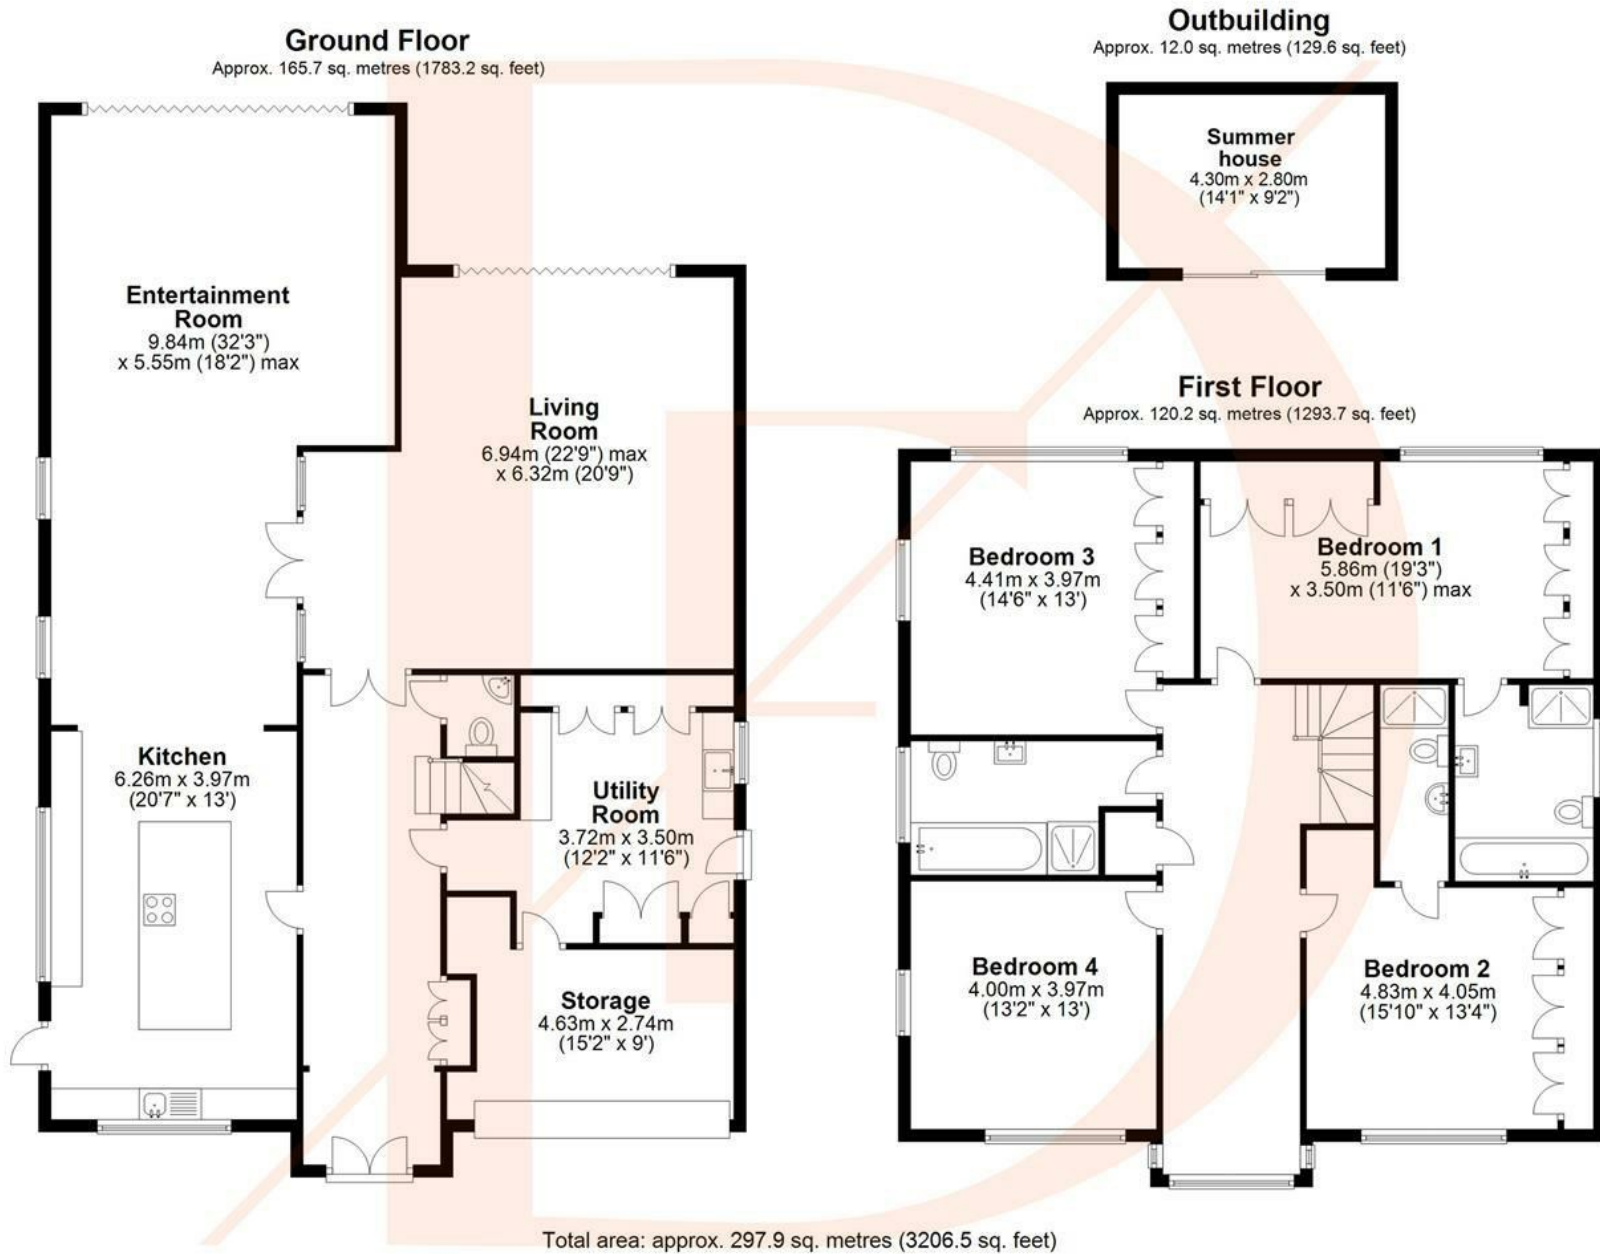 Ground Floor
Approx. 165.7 sq. metres (1783.2 sq. feet)
Entertainment
Room
9.84m (32'3")
x 5.55m (18'2") max
Living
Room
6.94m (22'9") max
x 6.32m (20'9")
Kitchen
6.26m x 3.97m
(20'7" x 13')
Utility
Room
3.72m x 3.50m
(12'2" x 11'6")
Storage
4.63m x 2.74m
(15'2" x 9')
Outbuilding
Approx. 12.0 sq. metres (129.6 sq. feet)
Summer
house
4.30m x 2.80m
(14'1" x 9'2")
First Floor
Approx. 120.2 sq. metres (1293.7 sq. feet)
Bedroom 3
4.41m x 3.97m
(14'6" x 13')
Bedroom 1
5.86m (19'3")
x 3.50m (11'6") max
Bedroom 4
4.00m x 3.97m
(13'2" x 13')
Bedroom 2
4.83m x 4.05m
(15'10" x 13'4")
Total area: approx. 297.9 sq. metres (3206.5 sq. feet)